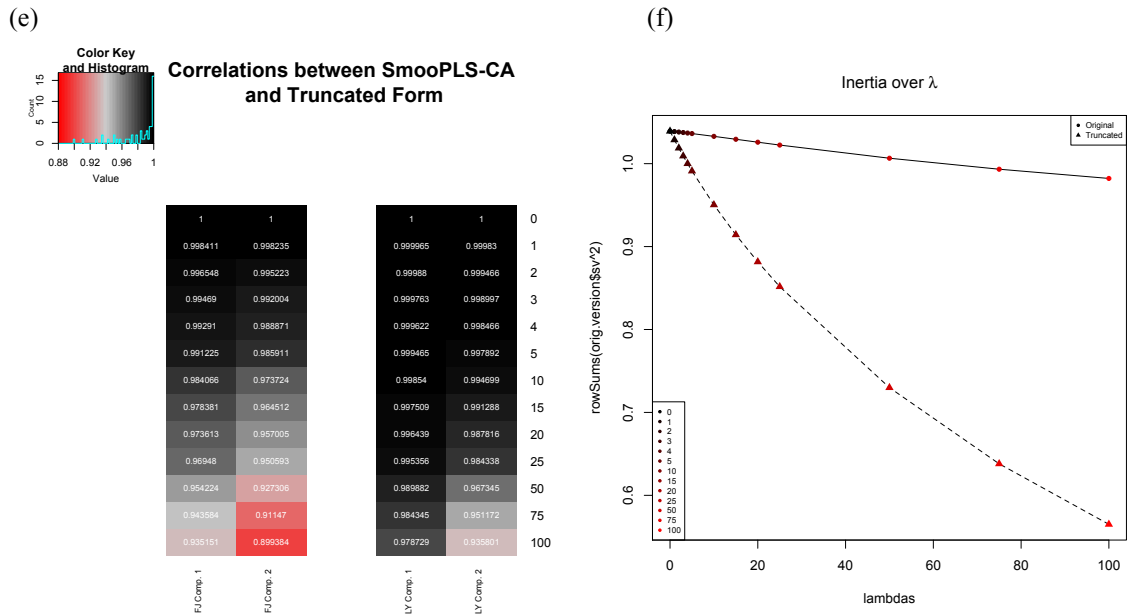 (e)
Color Key
and Histogram
Count
0 5 10 15
0.88 0.92 0.96 1
Value
Correlations between SmooPLS-CA
and Truncated Form
1 1 1 1 0
0.998411 0.998235 0.999965 0.99983 1
0.996548 0.995223 0.99988 0.999466 2
0.99469 0.992004 0.999763 0.998997 3
0.99291 0.988871 0.999622 0.998466 4
0.991225 0.985911 0.999465 0.997892 5
0.984066 0.973724 0.99854 0.994699 10
0.978381 0.964512 0.997509 0.991288 15
0.973613 0.957005 0.996439 0.987816 20
0.96948 0.950593 0.995356 0.984338 25
0.954224 0.927306 0.989882 0.967345 50
0.943584 0.91147 0.984345 0.951172 75
0.935151 0.899384 0.978729 0.935801 100
FJ Comp. 1
FJ Comp. 2
LY Comp. 1
LY Comp. 2
(f)
Inertia over λ
Original
Truncated
rowSums(orig.version$sv^2)
1.0
0.9
0.8
0.7
0.6
0
1
2
3
4
5
10
15
20
25
50
75
100
0 20 40 60 80 100
lambdas